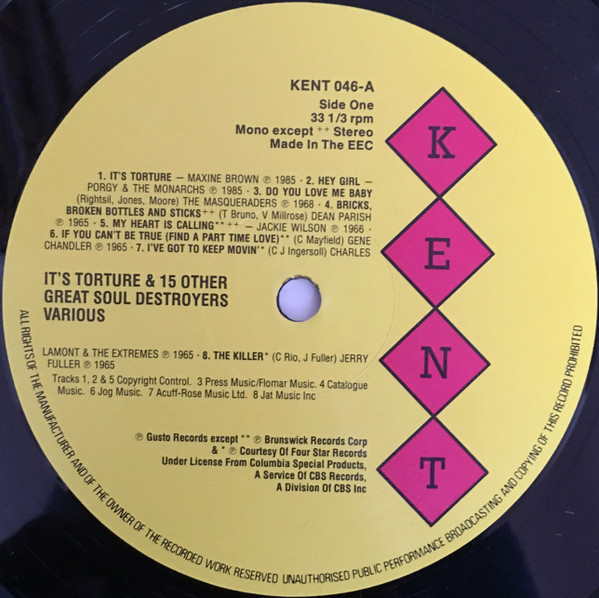 KENT 046-A
Side One
33 1/3 rpm
Mono except ++ Stereo
Made In The EEC
1. IT'S TORTURE – MAXINE BROWN ℗ 1985 · 2. HEY GIRL –
PORGY & THE MONARCHS ℗ 1985 · 3. DO YOU LOVE ME BABY
(Rightsil, Jones, Moore) THE MASQUERADERS ℗ 1968 · 4. BRICKS,
BROKEN BOTTLES AND STICKS++ (T Bruno, V Millrose) DEAN PARISH
℗ 1965 · 5. MY HEART IS CALLING** ++ – JACKIE WILSON ℗ 1966 ·
6. IF YOU CAN'T BE TRUE (FIND A PART TIME LOVE)** (C Mayfield) GENE
CHANDLER ℗ 1965 · 7. I'VE GOT TO KEEP MOVIN'* (C J Ingersoll) CHARLES
IT'S TORTURE & 15 OTHER
GREAT SOUL DESTROYERS
VARIOUS
LAMONT & THE EXTREMES ℗ 1965 · 8. THE KILLER* (C Rio, J Fuller) JERRY
FULLER ℗ 1965
Tracks 1, 2 & 5 Copyright Control. 3 Press Music/Flomar Music. 4 Catalogue
Music. 6 Jog Music. 7 Acuff-Rose Music Ltd. 8 Jat Music Inc
℗ Gusto Records except ** ℗ Brunswick Records Corp
& * ℗ Courtesy Of Four Star Records
Under License From Columbia Special Products,
A Service Of CBS Records,
A Division Of CBS Inc
K
E
N
T
ALL RIGHTS OF THE MANUFACTURER AND OF THE OWNER OF THE RECORDED WORK RESERVED UNAUTHORISED PUBLIC PERFORMANCE BROADCASTING AND COPYING OF THIS RECORD PROHIBITED